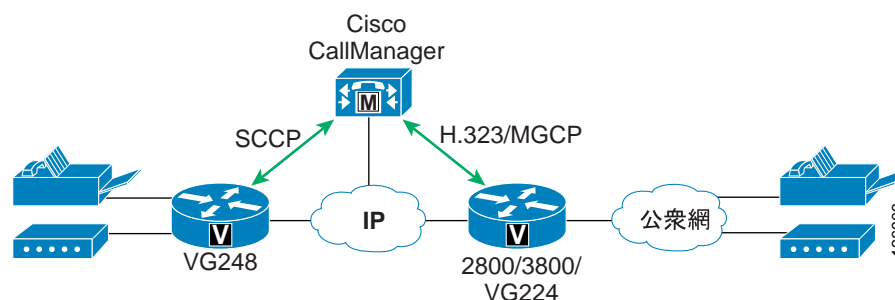 Cisco
CallManager
M
SCCP
H.323/MGCP
IP
公衆網
V
V
VG248
2800/3800/
VG224